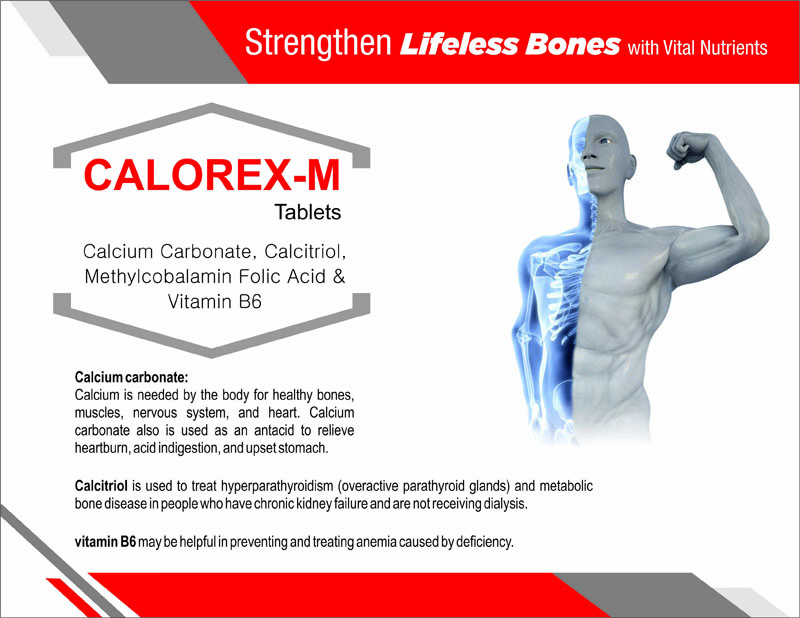 Strengthen Lifeless Bones with Vital Nutrients
CALOREX-M
Tablets
Calcium Carbonate, Calcitriol,
Methylcobalamin Folic Acid &
Vitamin B6
Calcium carbonate:
Calcium is needed by the body for healthy bones,
muscles, nervous system, and heart. Calcium
carbonate also is used as an antacid to relieve
heartburn, acid indigestion, and upset stomach.
Calcitriol is used to treat hyperparathyroidism (overactive parathyroid glands) and metabolic
bone disease in people who have chronic kidney failure and are not receiving dialysis.
vitamin B6 may be helpful in preventing and treating anemia caused by deficiency.